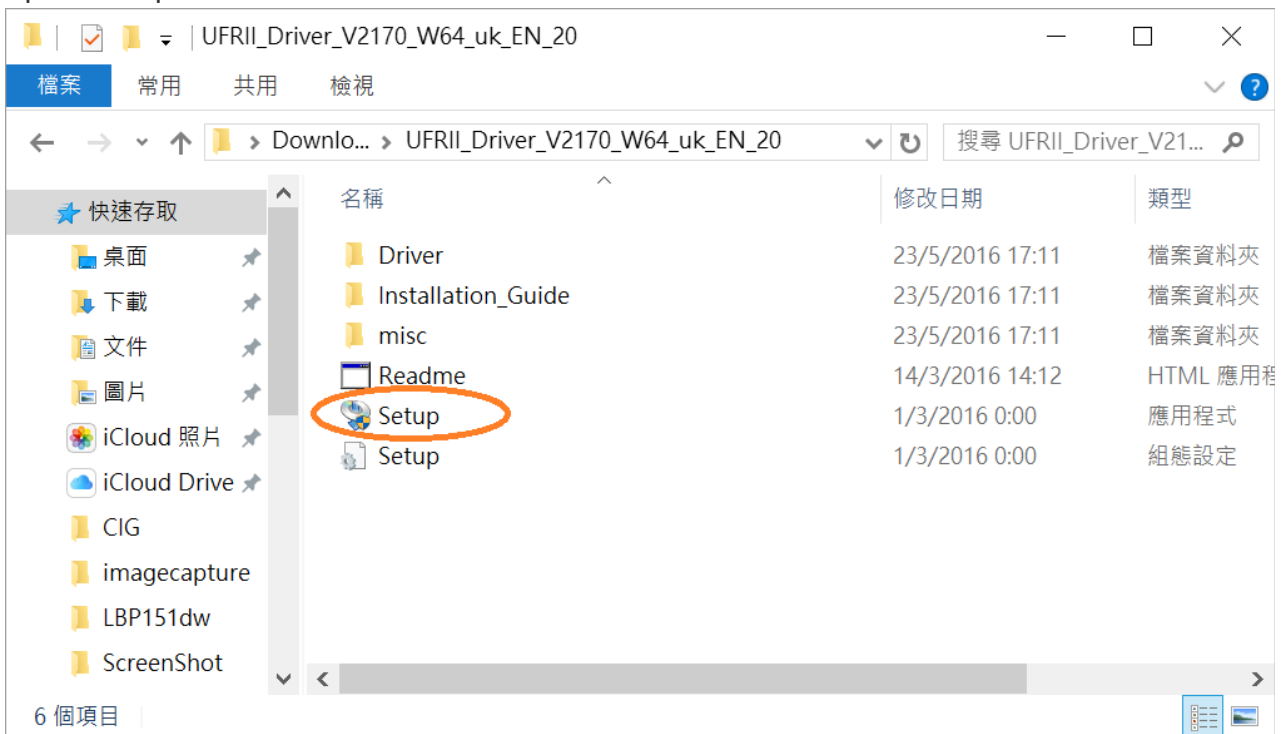 UFRII_Driver_V2170_W64_uk_EN_20
檔案 常用 共用 檢視
Downlo... UFRII_Driver_V2170_W64_uk_EN_20 搜尋 UFRII_Driver_V21...
名稱 修改日期 類型
快速存取
桌面
下載
文件
圖片
iCloud 照片
iCloud Drive
CIG
imagecapture
LBP151dw
ScreenShot
Driver 23/5/2016 17:11 檔案資料夾
Installation_Guide 23/5/2016 17:11 檔案資料夾
misc 23/5/2016 17:11 檔案資料夾
Readme 14/3/2016 14:12 HTML 應用程
Setup 1/3/2016 0:00 應用程式
Setup 1/3/2016 0:00 組態設定
6 個項目